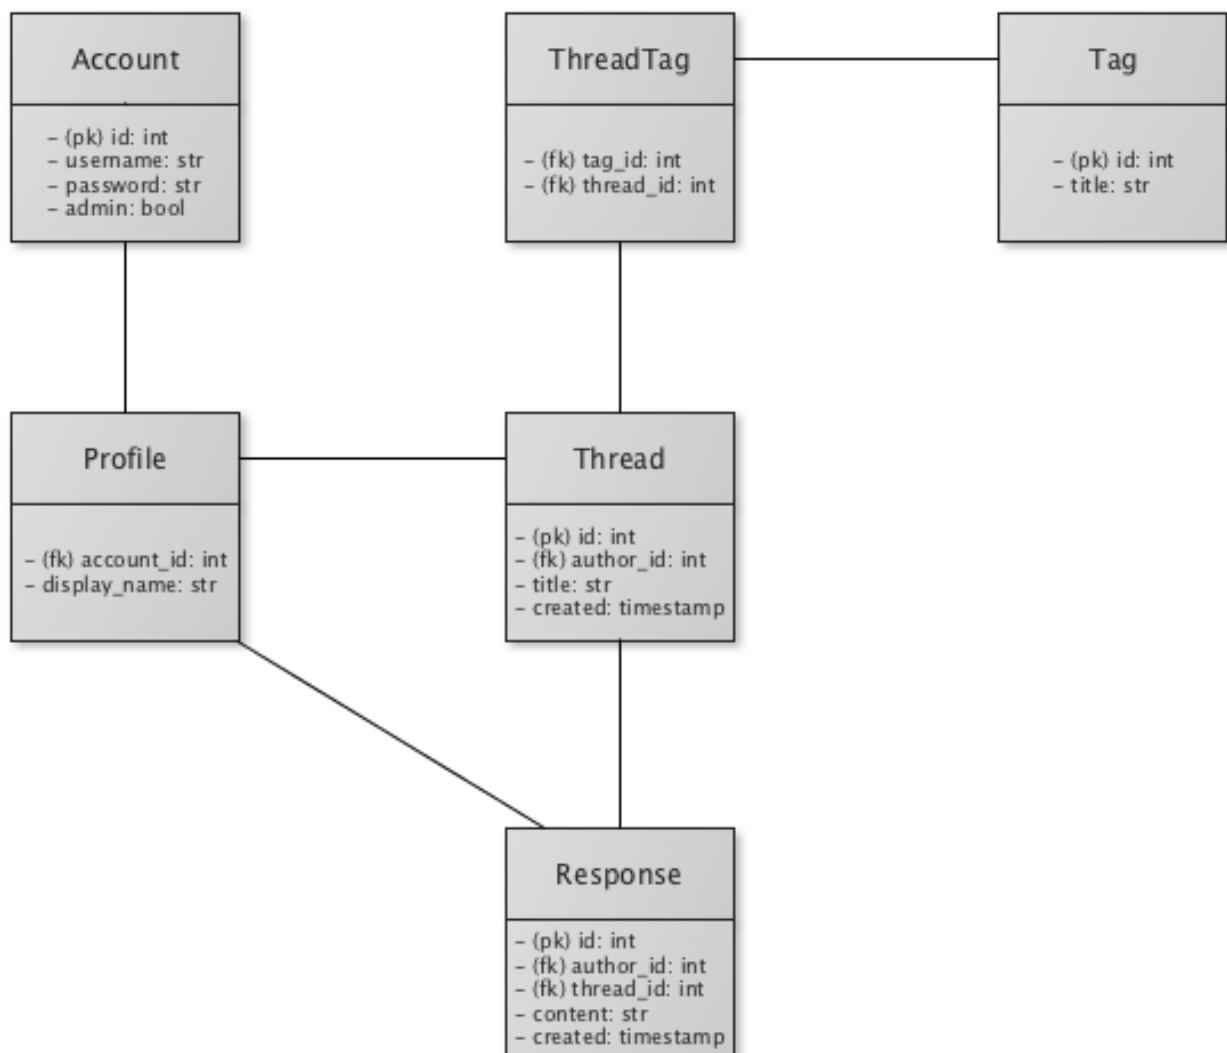 Account
- (pk) id: int
- username: str
- password: str
- admin: bool
ThreadTag
- (fk) tag_id: int
- (fk) thread_id: int
Tag
- (pk) id: int
- title: str
Profile
- (fk) account_id: int
- display_name: str
Thread
- (pk) id: int
- (fk) author_id: int
- title: str
- created: timestamp
Response
- (pk) id: int
- (fk) author_id: int
- (fk) thread_id: int
- content: str
- created: timestamp